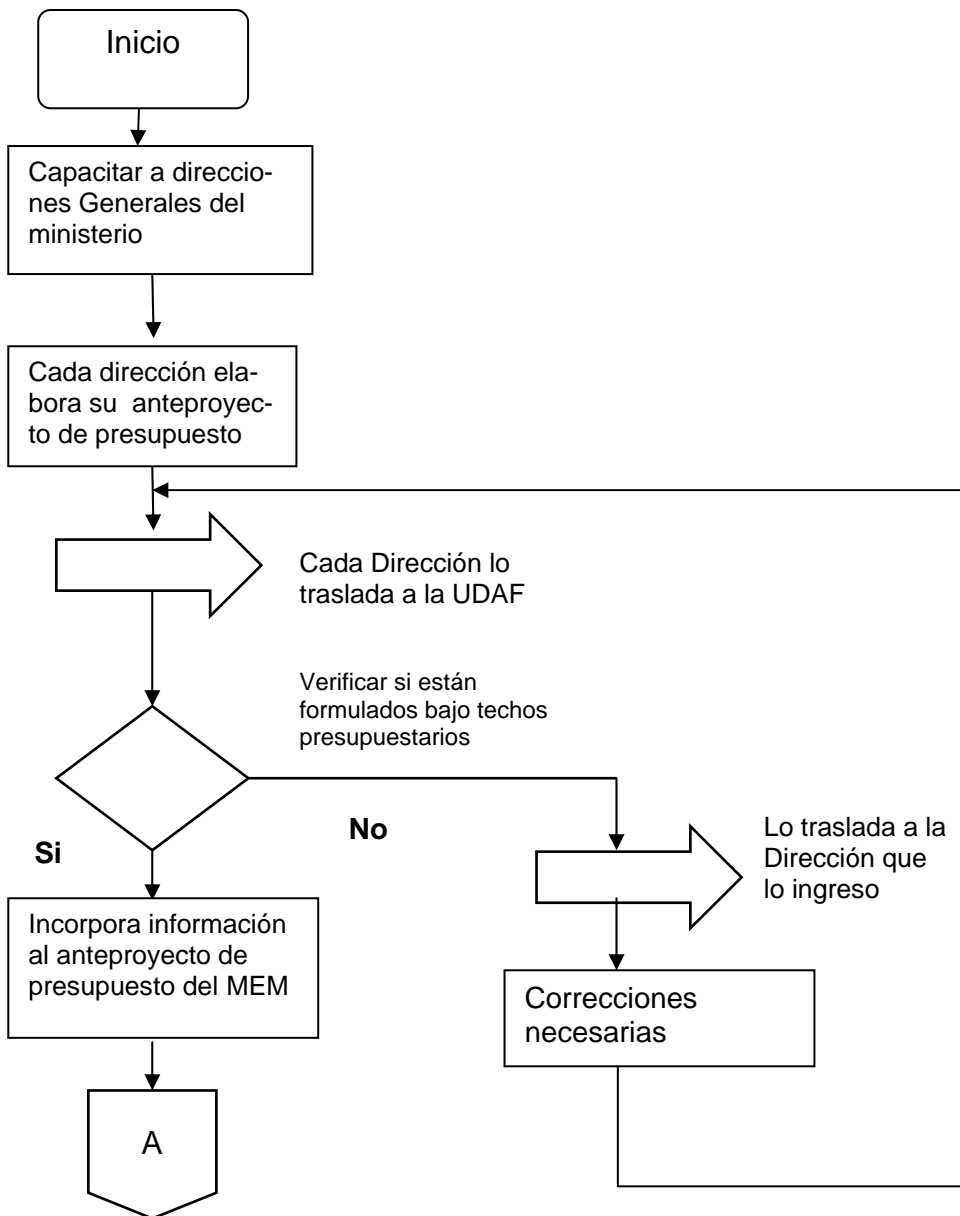 Inicio
Capacitar a direccio-
nes Generales del
ministerio
Cada dirección ela-
bora su anteproyec-
to de presupuesto
Cada Dirección lo
traslada a la UDAF
Verificar si están
formulados bajo techos
presupuestarios
No
Si
Lo traslada a la
Dirección que
lo ingreso
Incorpora información
al anteproyecto de
presupuesto del MEM
Correcciones
necesarias
A